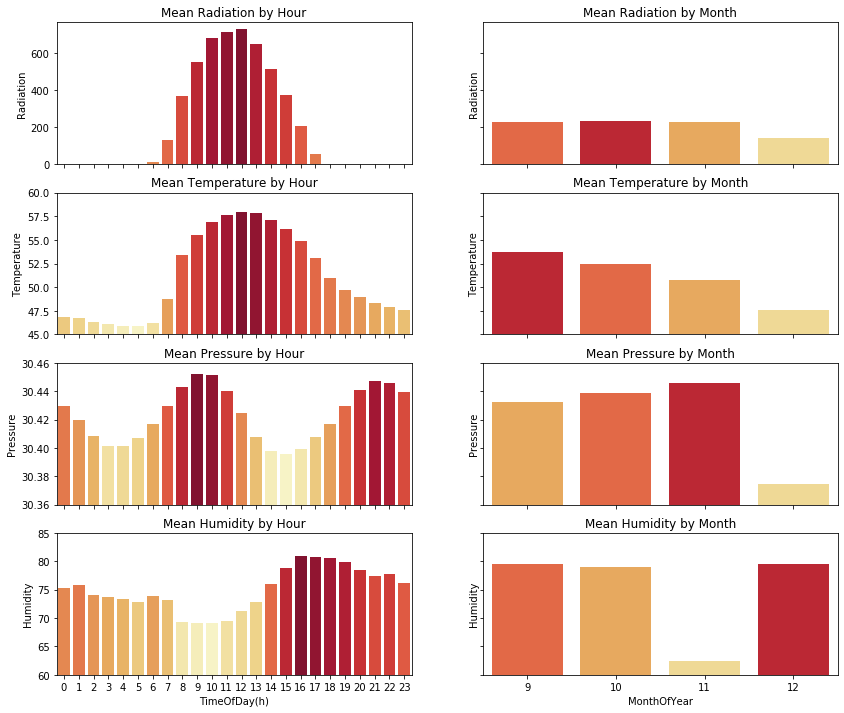 Mean Radiation by Hour
Radiation
600
400
200
0
Mean Radiation by Month
Radiation
Mean Temperature by Hour
Temperature
60.0
57.5
55.0
52.5
50.0
47.5
45.0
Mean Temperature by Month
Temperature
Mean Pressure by Hour
Pressure
30.46
30.44
30.42
30.40
30.38
30.36
Mean Pressure by Month
Pressure
Mean Humidity by Hour
Humidity
85
80
75
70
65
60
0 1 2 3 4 5 6 7 8 9 10 11 12 13 14 15 16 17 18 19 20 21 22 23
TimeOfDay(h)
Mean Humidity by Month
Humidity
9 10 11 12
MonthOfYear